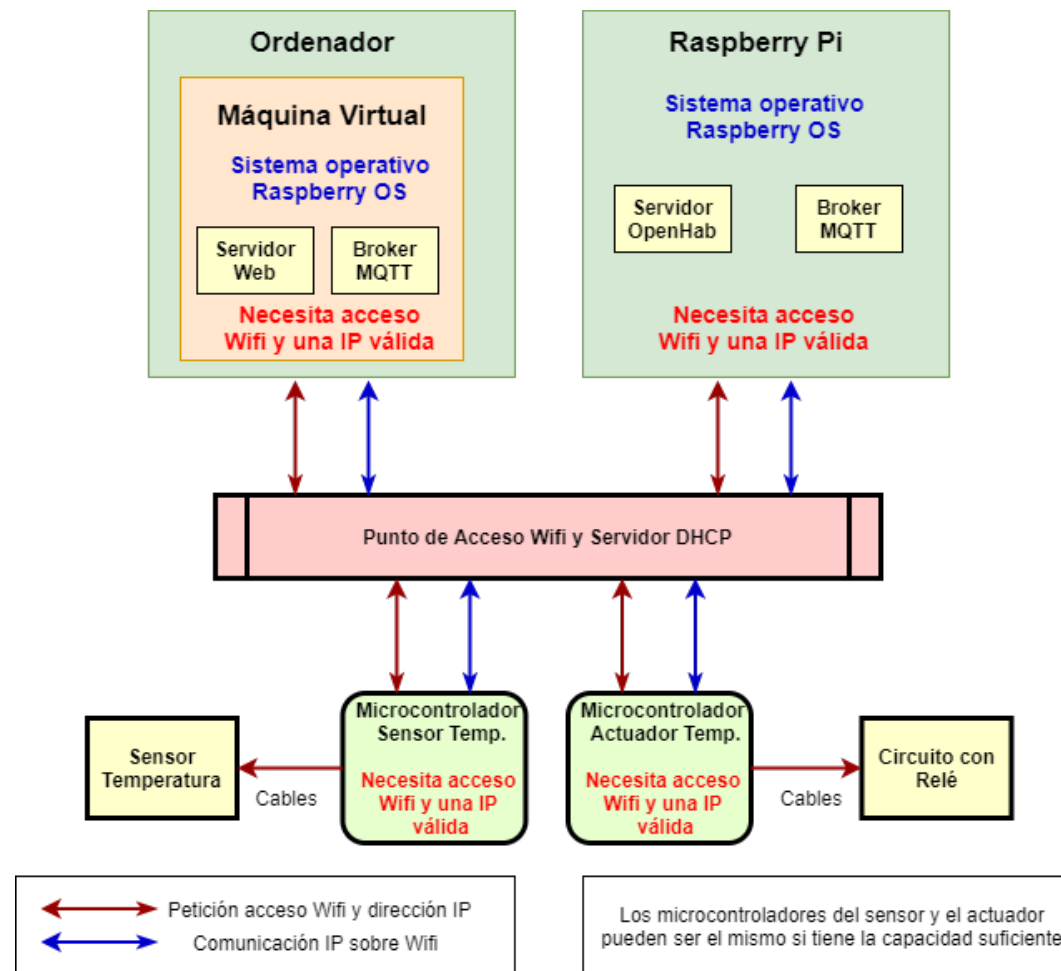 Ordenador
Máquina Virtual
Sistema operativo
Raspberry OS
Servidor
Web
Broker
MQTT
Necesita acceso
Wifi y una IP válida
Raspberry Pi
Sistema operativo
Raspberry OS
Servidor
OpenHab
Broker
MQTT
Necesita acceso
Wifi y una IP válida
Punto de Acceso Wifi y Servidor DHCP
Sensor
Temperatura
Cables
Microcontrolador
Sensor Temp.
Necesita acceso
Wifi y una IP
válida
Microcontrolador
Actuador Temp.
Necesita acceso
Wifi y una IP
válida
Cables
Circuito con
Relé
Petición acceso Wifi y dirección IP
Comunicación IP sobre Wifi
Los microcontroladores del sensor y el actuador
pueden ser el mismo si tiene la capacidad suficiente